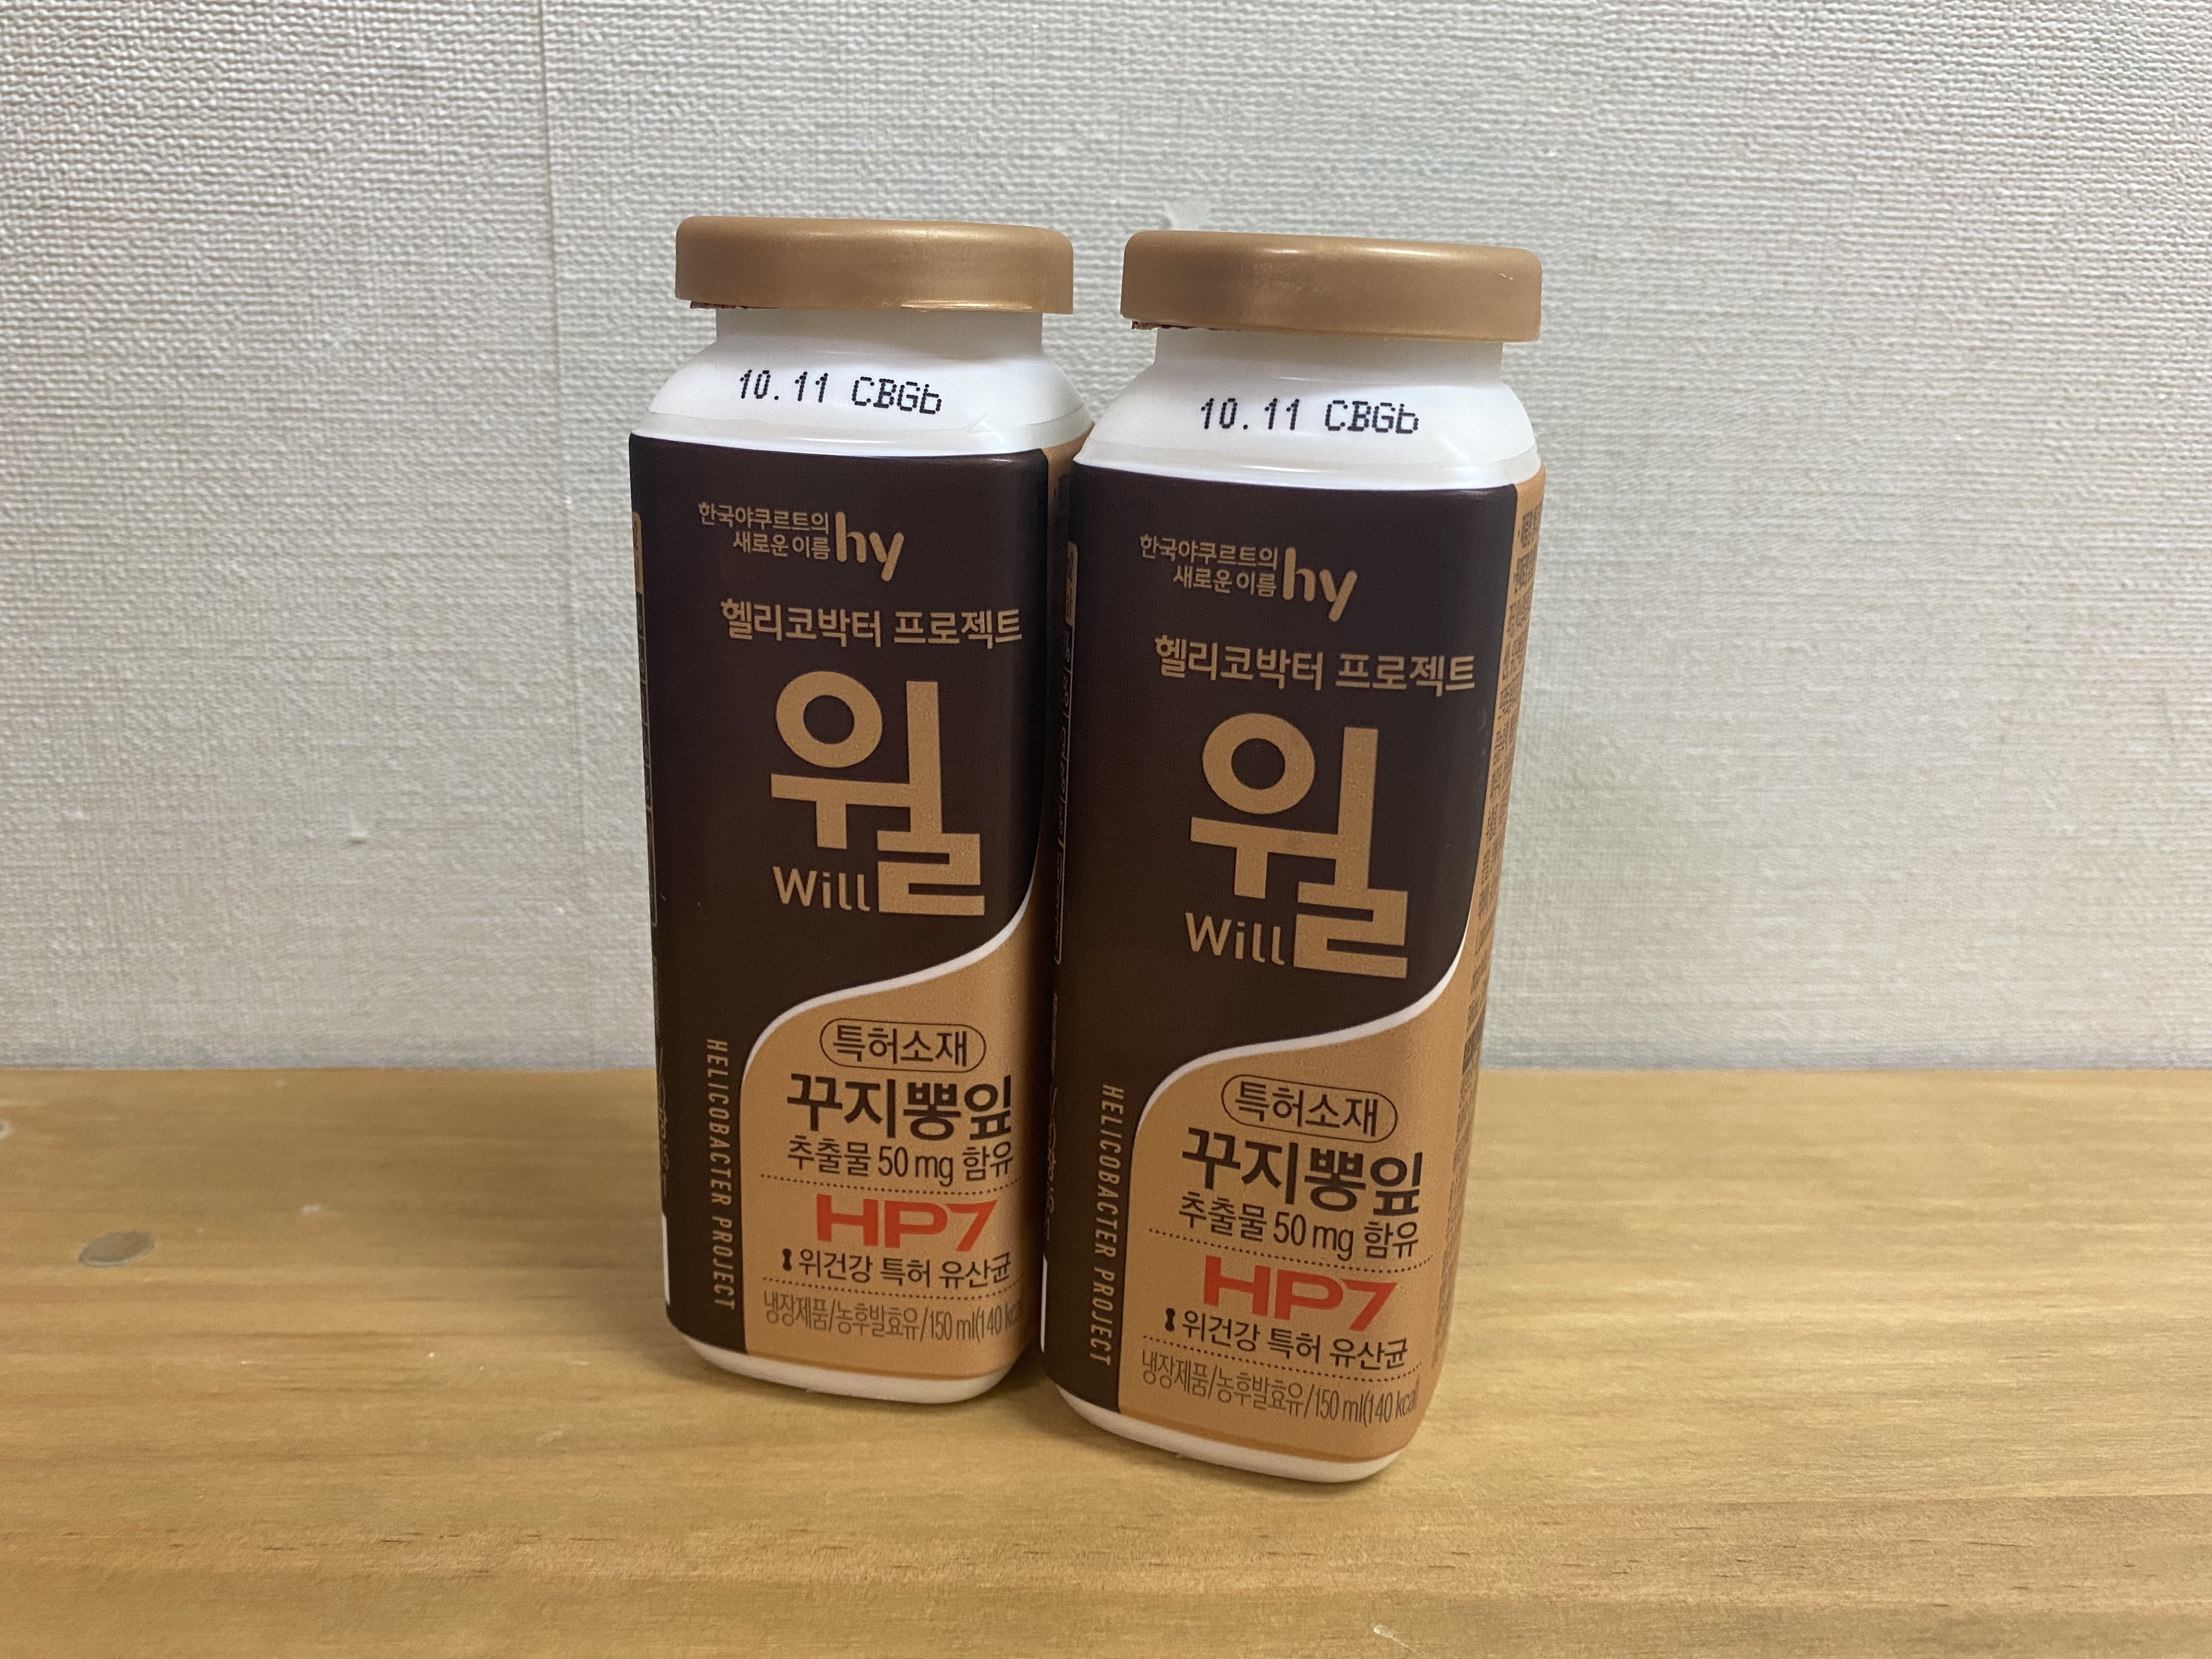 10.11 CBGb
한국야쿠르트의
새로운 이름 hy
헬리코박터 프로젝트
윌
Will
특허소재
꾸지뽕잎
추출물 50 mg 함유
HP7
위건강 특허 유산균
냉장제품/농후발효유/150 ml(140
HELICOBACTER PROJECT
10.11 CBGb
한국야쿠르트의
새로운 이름 hy
헬리코박터 프로젝트
윌
Will
특허소재
꾸지뽕잎
추출물 50 mg 함유
HP7
위건강 특허 유산균
냉장제품/농후발효유/150 ml(140 kcal)
HELICOBACTER PROJECT